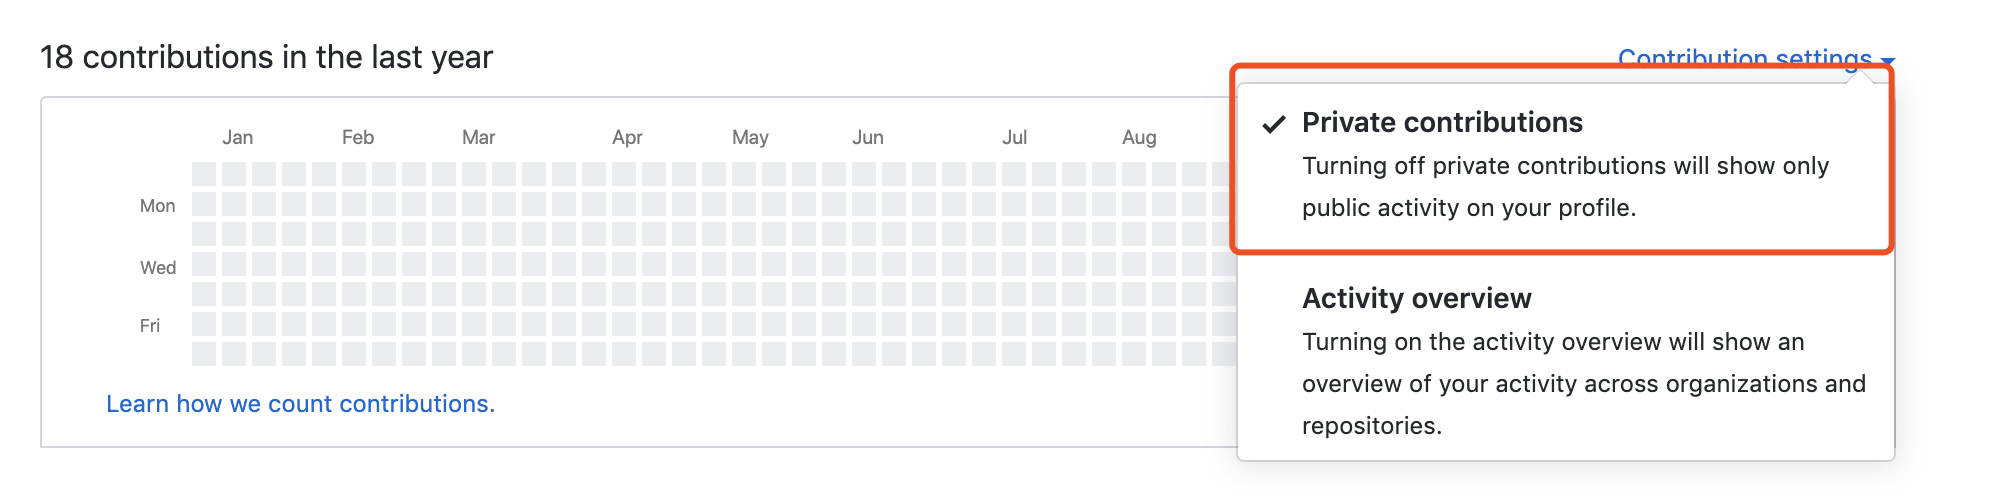 18 contributions in the last year
Contribution settings
Jan Feb Mar Apr May Jun Jul Aug
Mon
Wed
Fri
Learn how we count contributions.
Private contributions
Turning off private contributions will show only
public activity on your profile.
Activity overview
Turning on the activity overview will show an
overview of your activity across organizations and
repositories.